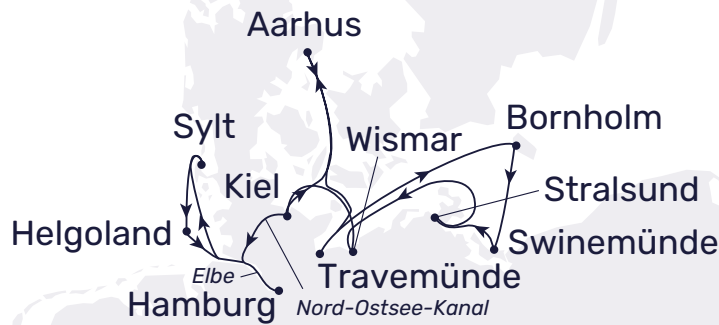 Aarhus
Bornholm
Sylt
Wismar
Kiel
Stralsund
Helgoland
Swinemünde
Elbe
Travemünde
Hamburg
Nord-Ostsee-Kanal